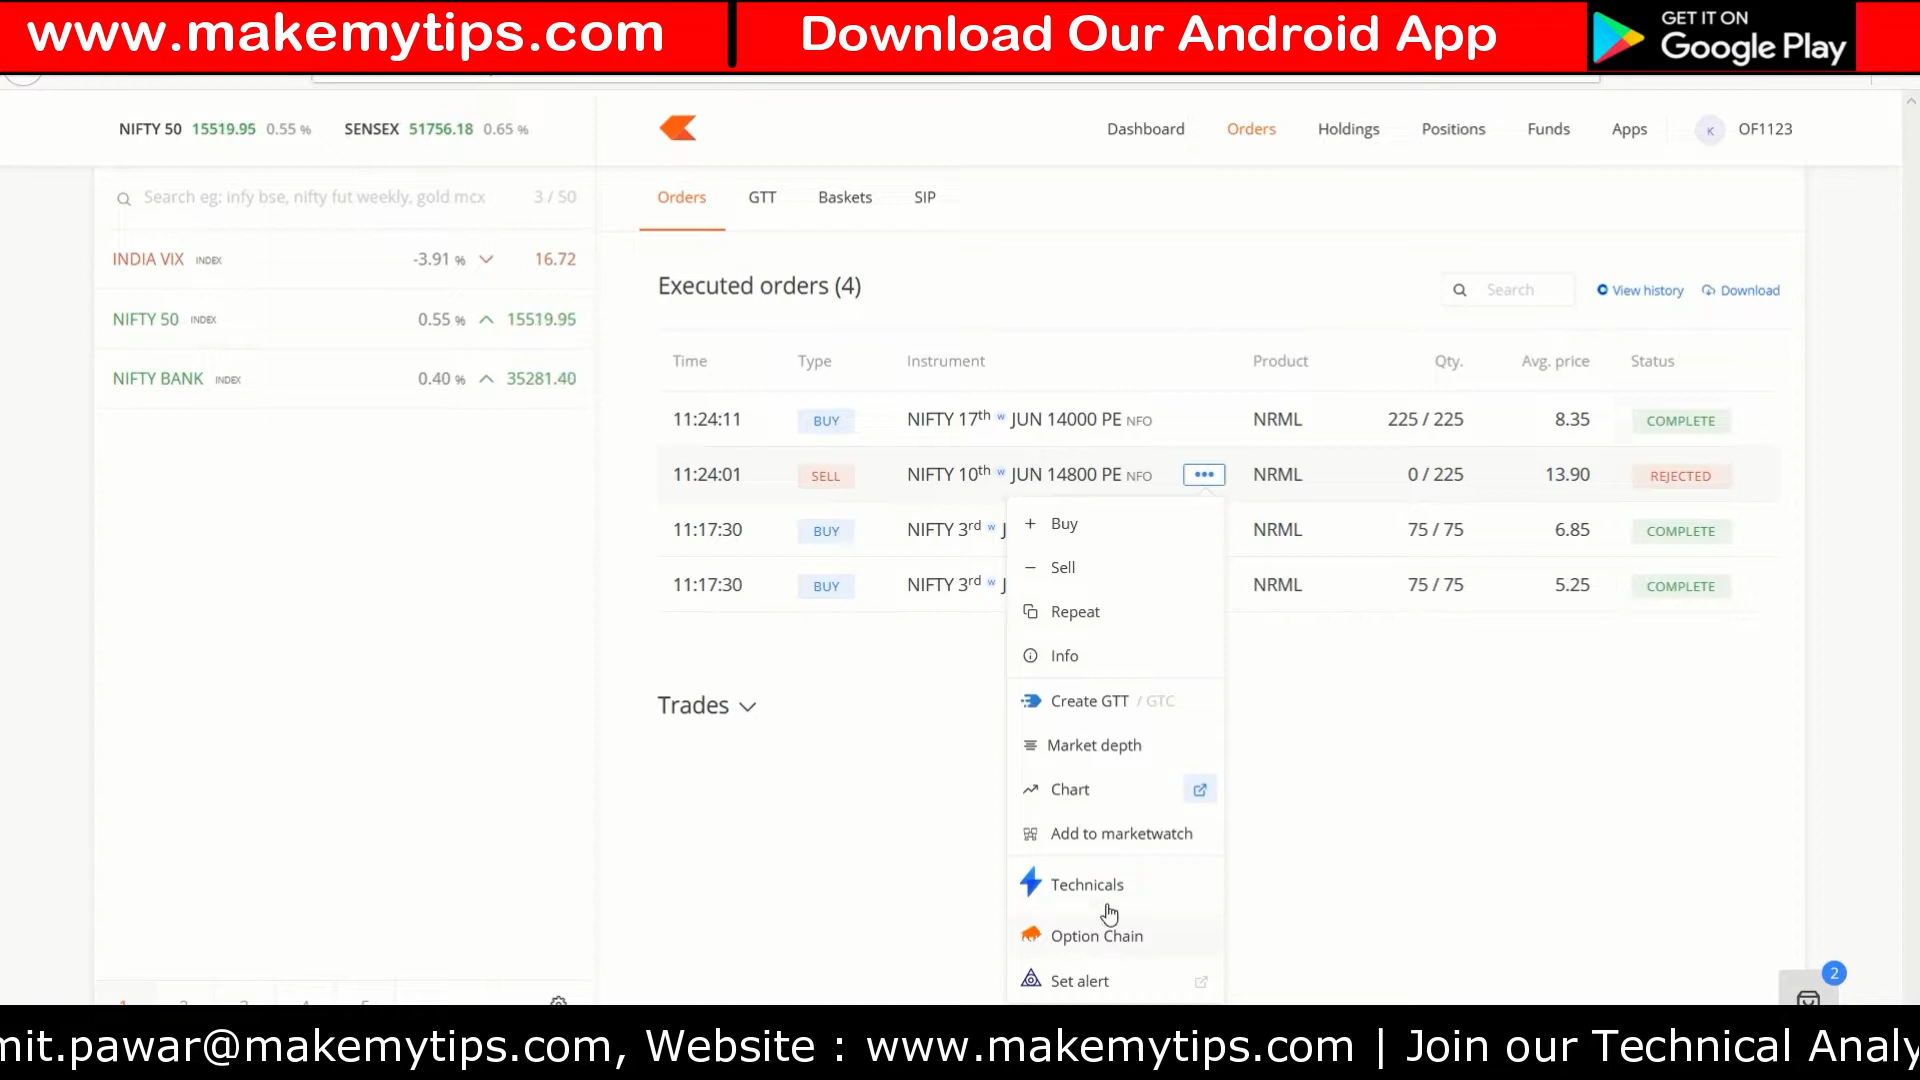 www.makemytips.com
Download Our Android App
GET IT ON
Google Play
NIFTY 50 15519.95 0.55 % SENSEX 51756.18 0.65 %
Dashboard Orders Holdings Positions Funds Apps K OF1123
Search eg: infy bse, nifty fut weekly, gold mcx 3 / 50
INDIA VIX INDEX -3.91 % 16.72
NIFTY 50 INDEX 0.55 % 15519.95
NIFTY BANK INDEX 0.40 % 35281.40
Orders GTT Baskets SIP
Executed orders (4)
Search View history Download
Time Type Instrument Product Qty. Avg. price Status
11:24:11 BUY NIFTY 17th w JUN 14000 PE NFO NRML 225 / 225 8.35 COMPLETE
11:24:01 SELL NIFTY 10th w JUN 14800 PE NFO ••• NRML 0 / 225 13.90 REJECTED
11:17:30 BUY NIFTY 3rd w NRML 75 / 75 6.85 COMPLETE
11:17:30 BUY NIFTY 3rd w NRML 75 / 75 5.25 COMPLETE
+ Buy
− Sell
Repeat
Info
Create GTT / GTC
Market depth
Chart
Add to marketwatch
Technicals
Option Chain
Set alert
Trades
2
mit.pawar@makemytips.com, Website : www.makemytips.com | Join our Technical Analy